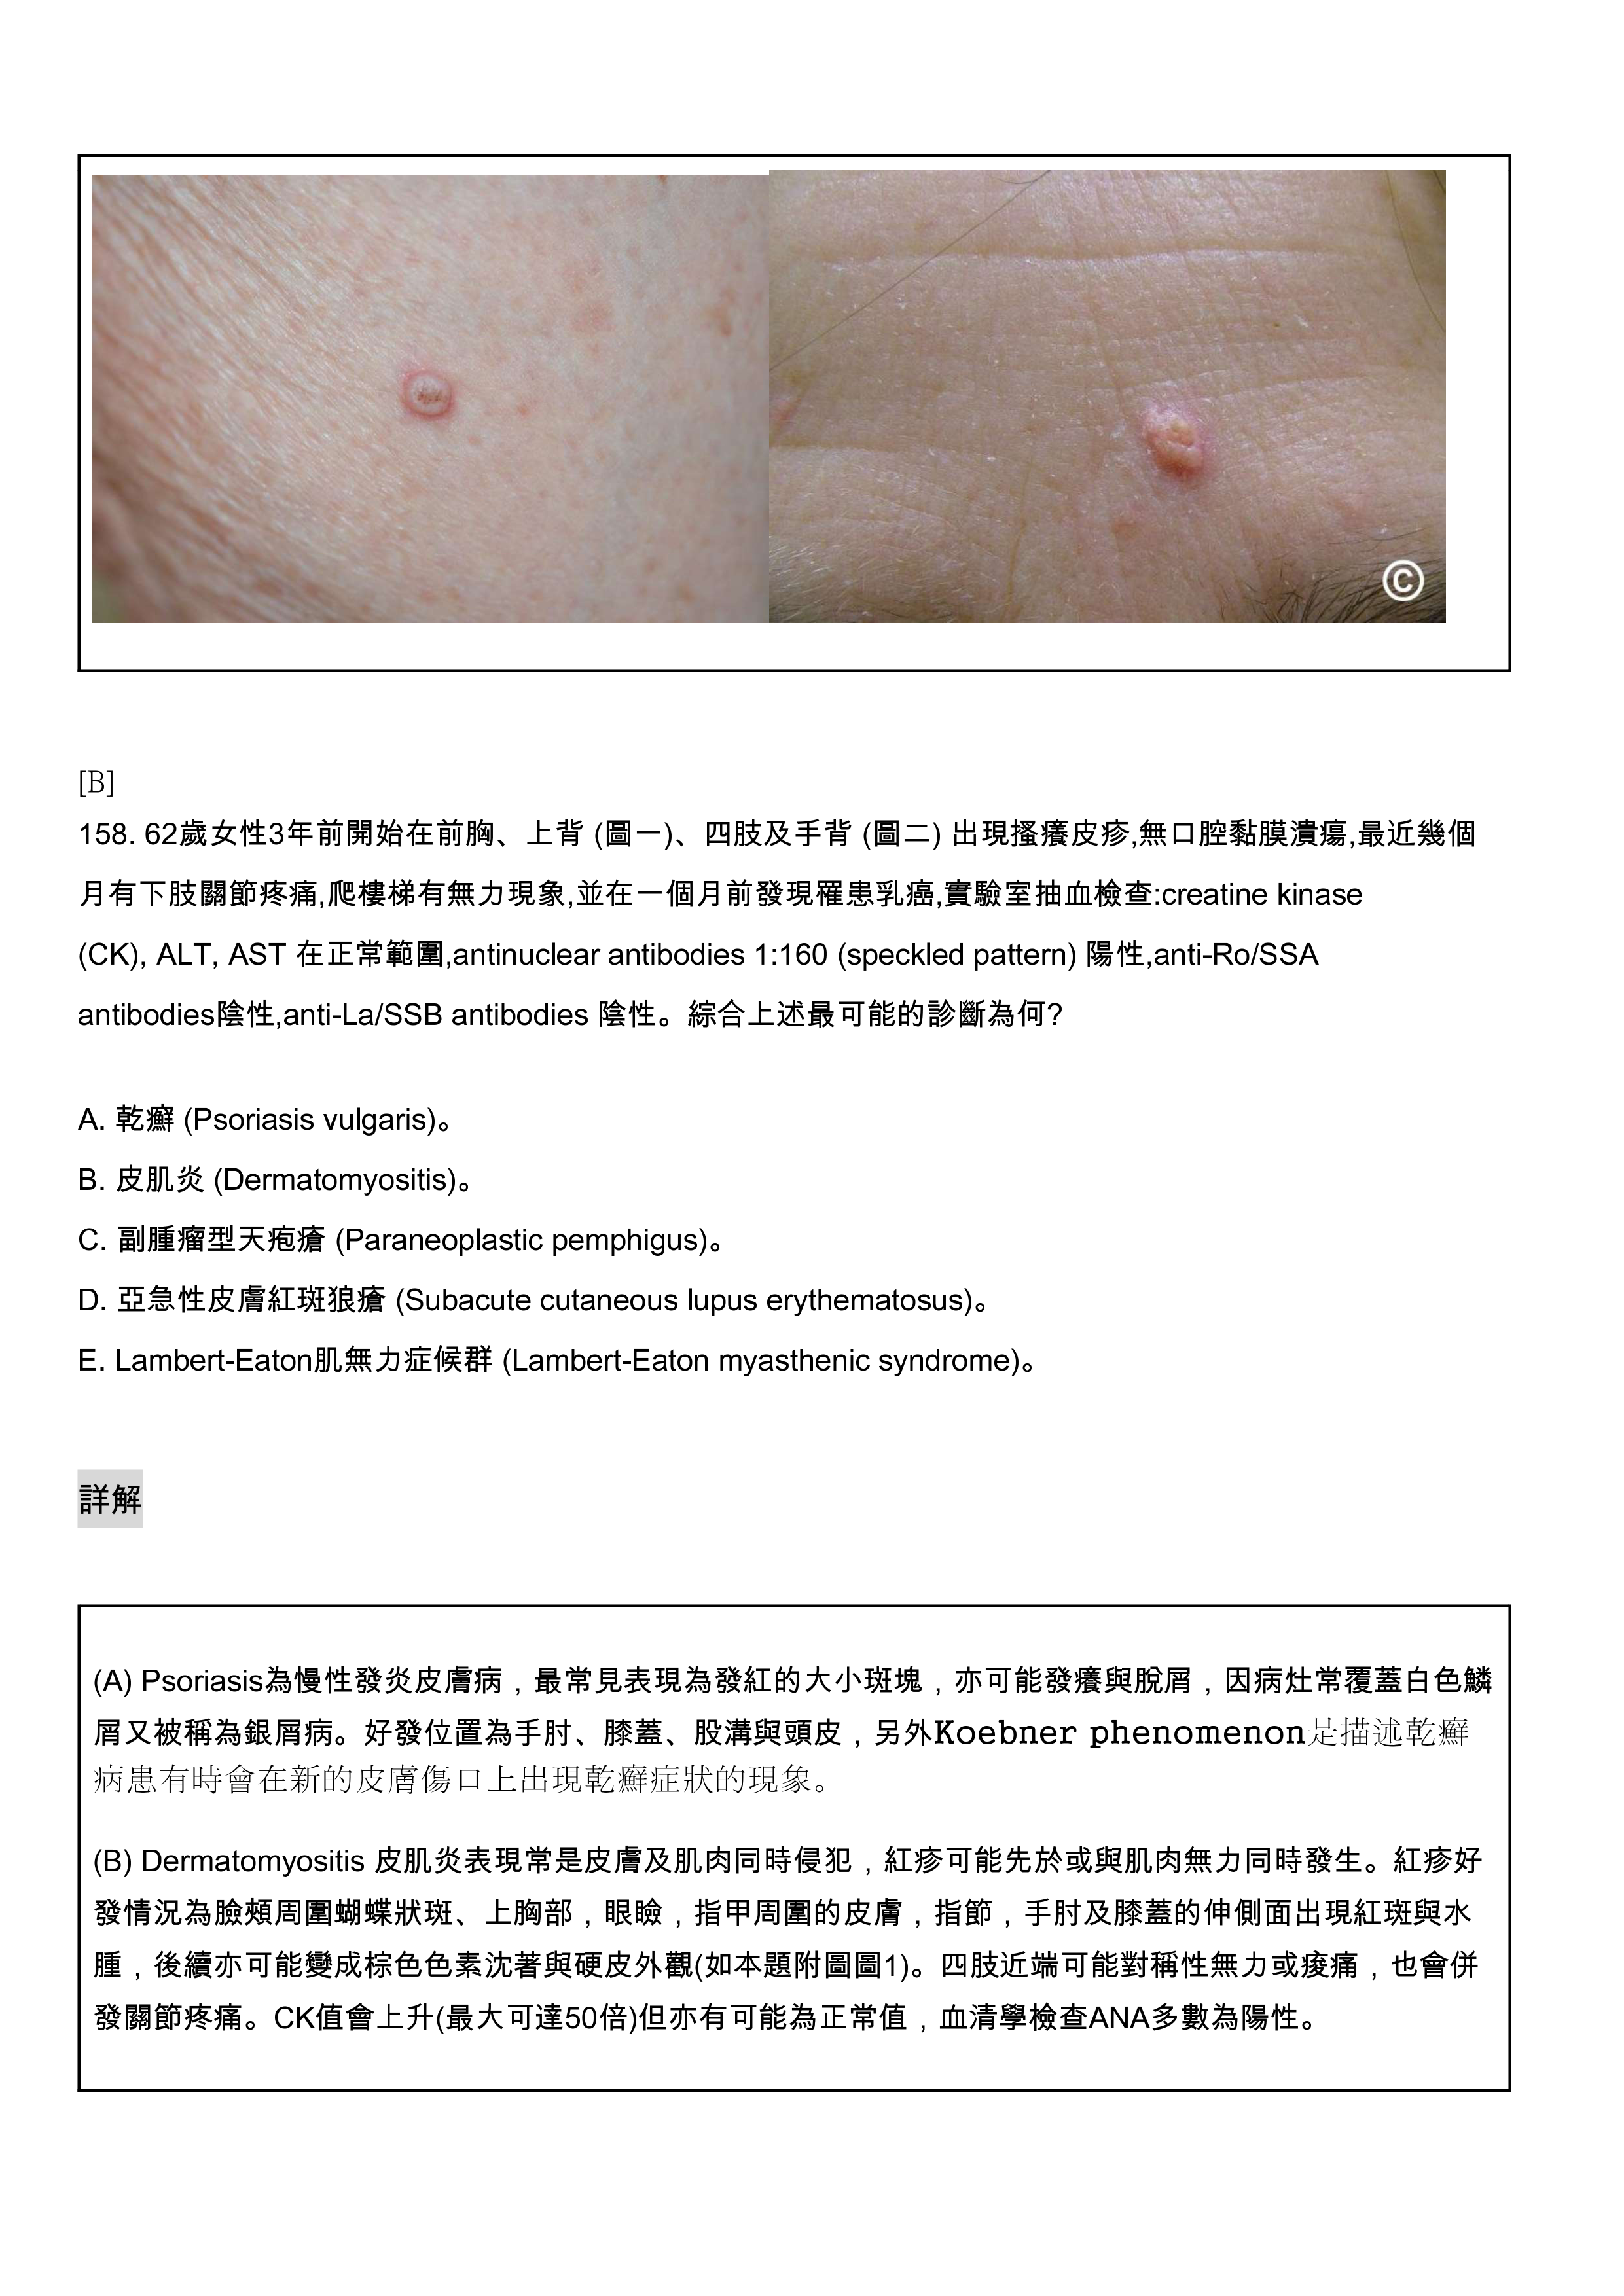 ©
[B]
158. 62歲女性3年前開始在前胸、上背 (圖一)、四肢及手背 (圖二) 出現搔癢皮疹,無口腔黏膜潰瘍,最近幾個
月有下肢關節疼痛,爬樓梯有無力現象,並在一個月前發現罹患乳癌,實驗室抽血檢查:creatine kinase
(CK), ALT, AST 在正常範圍,antinuclear antibodies 1:160 (speckled pattern) 陽性,anti-Ro/SSA
antibodies陰性,anti-La/SSB antibodies 陰性。綜合上述最可能的診斷為何?
A. 乾癬 (Psoriasis vulgaris)。
B. 皮肌炎 (Dermatomyositis)。
C. 副腫瘤型天疱瘡 (Paraneoplastic pemphigus)。
D. 亞急性皮膚紅斑狼瘡 (Subacute cutaneous lupus erythematosus)。
E. Lambert-Eaton肌無力症候群 (Lambert-Eaton myasthenic syndrome)。
詳解
(A) Psoriasis為慢性發炎皮膚病，最常見表現為發紅的大小斑塊，亦可能發癢與脫屑，因病灶常覆蓋白色鱗
屑又被稱為銀屑病。好發位置為手肘、膝蓋、股溝與頭皮，另外Koebner phenomenon是描述乾癬
病患有時會在新的皮膚傷口上出現乾癬症狀的現象。
(B) Dermatomyositis 皮肌炎表現常是皮膚及肌肉同時侵犯，紅疹可能先於或與肌肉無力同時發生。紅疹好
發情況為臉頰周圍蝴蝶狀斑、上胸部，眼瞼，指甲周圍的皮膚，指節，手肘及膝蓋的伸側面出現紅斑與水
腫，後續亦可能變成棕色色素沈著與硬皮外觀(如本題附圖圖1)。四肢近端可能對稱性無力或痠痛，也會併
發關節疼痛。CK值會上升(最大可達50倍)但亦有可能為正常值，血清學檢查ANA多數為陽性。